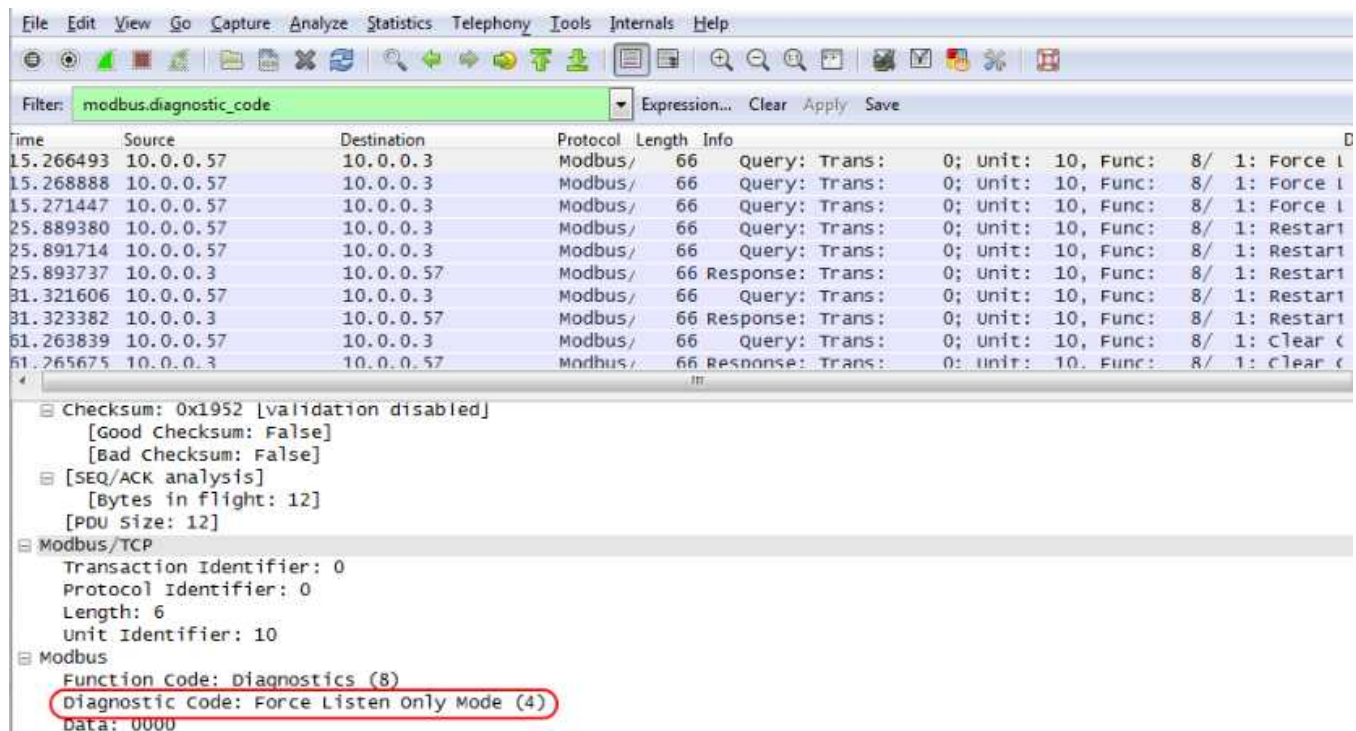 File Edit View Go Capture Analyze Statistics Telephony Tools Internals Help
Filter: modbus.diagnostic_code Expression... Clear Apply Save
Time Source Destination Protocol Length Info D
15.266493 10.0.0.57 10.0.0.3 Modbus/ 66 Query: Trans: 0; Unit: 10, Func: 8/ 1: Force L
15.268888 10.0.0.57 10.0.0.3 Modbus/ 66 Query: Trans: 0; Unit: 10, Func: 8/ 1: Force L
15.271447 10.0.0.57 10.0.0.3 Modbus/ 66 Query: Trans: 0; Unit: 10, Func: 8/ 1: Force L
25.889380 10.0.0.57 10.0.0.3 Modbus/ 66 Query: Trans: 0; Unit: 10, Func: 8/ 1: Restart
25.891714 10.0.0.57 10.0.0.3 Modbus/ 66 Query: Trans: 0; Unit: 10, Func: 8/ 1: Restart
25.893737 10.0.0.3 10.0.0.57 Modbus/ 66 Response: Trans: 0; Unit: 10, Func: 8/ 1: Restart
31.321606 10.0.0.57 10.0.0.3 Modbus/ 66 Query: Trans: 0; Unit: 10, Func: 8/ 1: Restart
31.323382 10.0.0.3 10.0.0.57 Modbus/ 66 Response: Trans: 0; Unit: 10, Func: 8/ 1: Restart
61.263839 10.0.0.57 10.0.0.3 Modbus/ 66 Query: Trans: 0; Unit: 10, Func: 8/ 1: Clear C
61.265675 10.0.0.3 10.0.0.57 Modbus/ 66 Response: Trans: 0; Unit: 10, Func: 8/ 1: Clear C
Checksum: 0x1952 [validation disabled]
[Good Checksum: False]
[Bad Checksum: False]
[SEQ/ACK analysis]
[Bytes in flight: 12]
[PDU Size: 12]
Modbus/TCP
Transaction Identifier: 0
Protocol Identifier: 0
Length: 6
Unit Identifier: 10
Modbus
Function Code: Diagnostics (8)
Diagnostic Code: Force Listen Only Mode (4)
Data: 0000